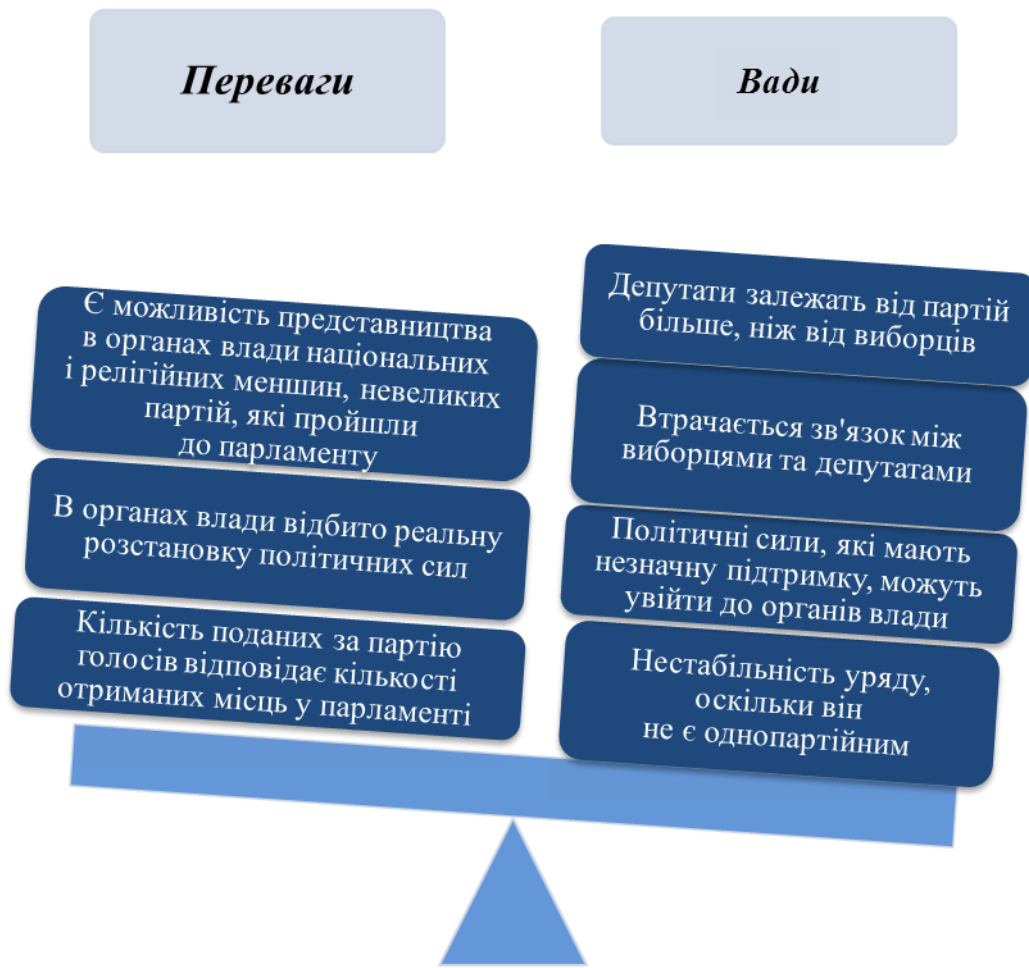 Переваги
Вади
Є можливість представництва
в органах влади національних
і релігійних меншин, невеликих
партій, які пройшли
до парламенту
В органах влади відбито реальну
розстановку політичних сил
Кількість поданих за партію
голосів відповідає кількості
отриманих місць у парламенті
Депутати залежать від партій
більше, ніж від виборців
Втрачається зв'язок між
виборцями та депутатами
Політичні сили, які мають
незначну підтримку, можуть
увійти до органів влади
Нестабільність уряду,
оскільки він
не є однопартійним